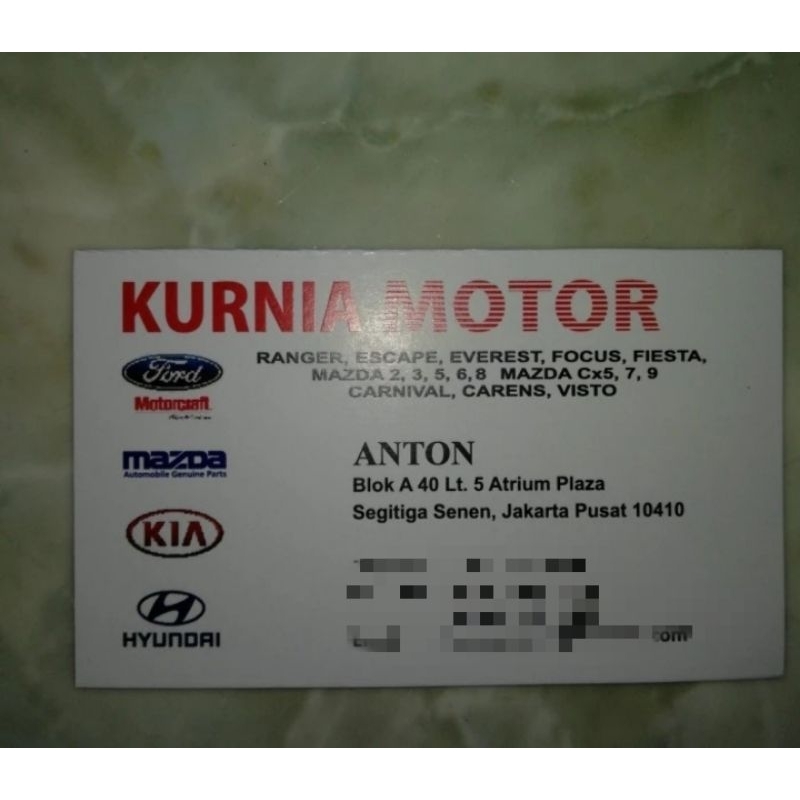 KURNIA MOTOR
RANGER, ESCAPE, EVEREST, FOCUS, FIESTA,
MAZDA 2, 3, 5, 6,8 MAZDA Cx5, 7, 9
CARNIVAL, CARENS, VISTO
Ford
Motorcraft
mazda
Automobile Genuine Parts
KIA
HYUNDAI
ANTON
Blok A 40 Lt. 5 Atrium Plaza
Segitiga Senen, Jakarta Pusat 10410
com